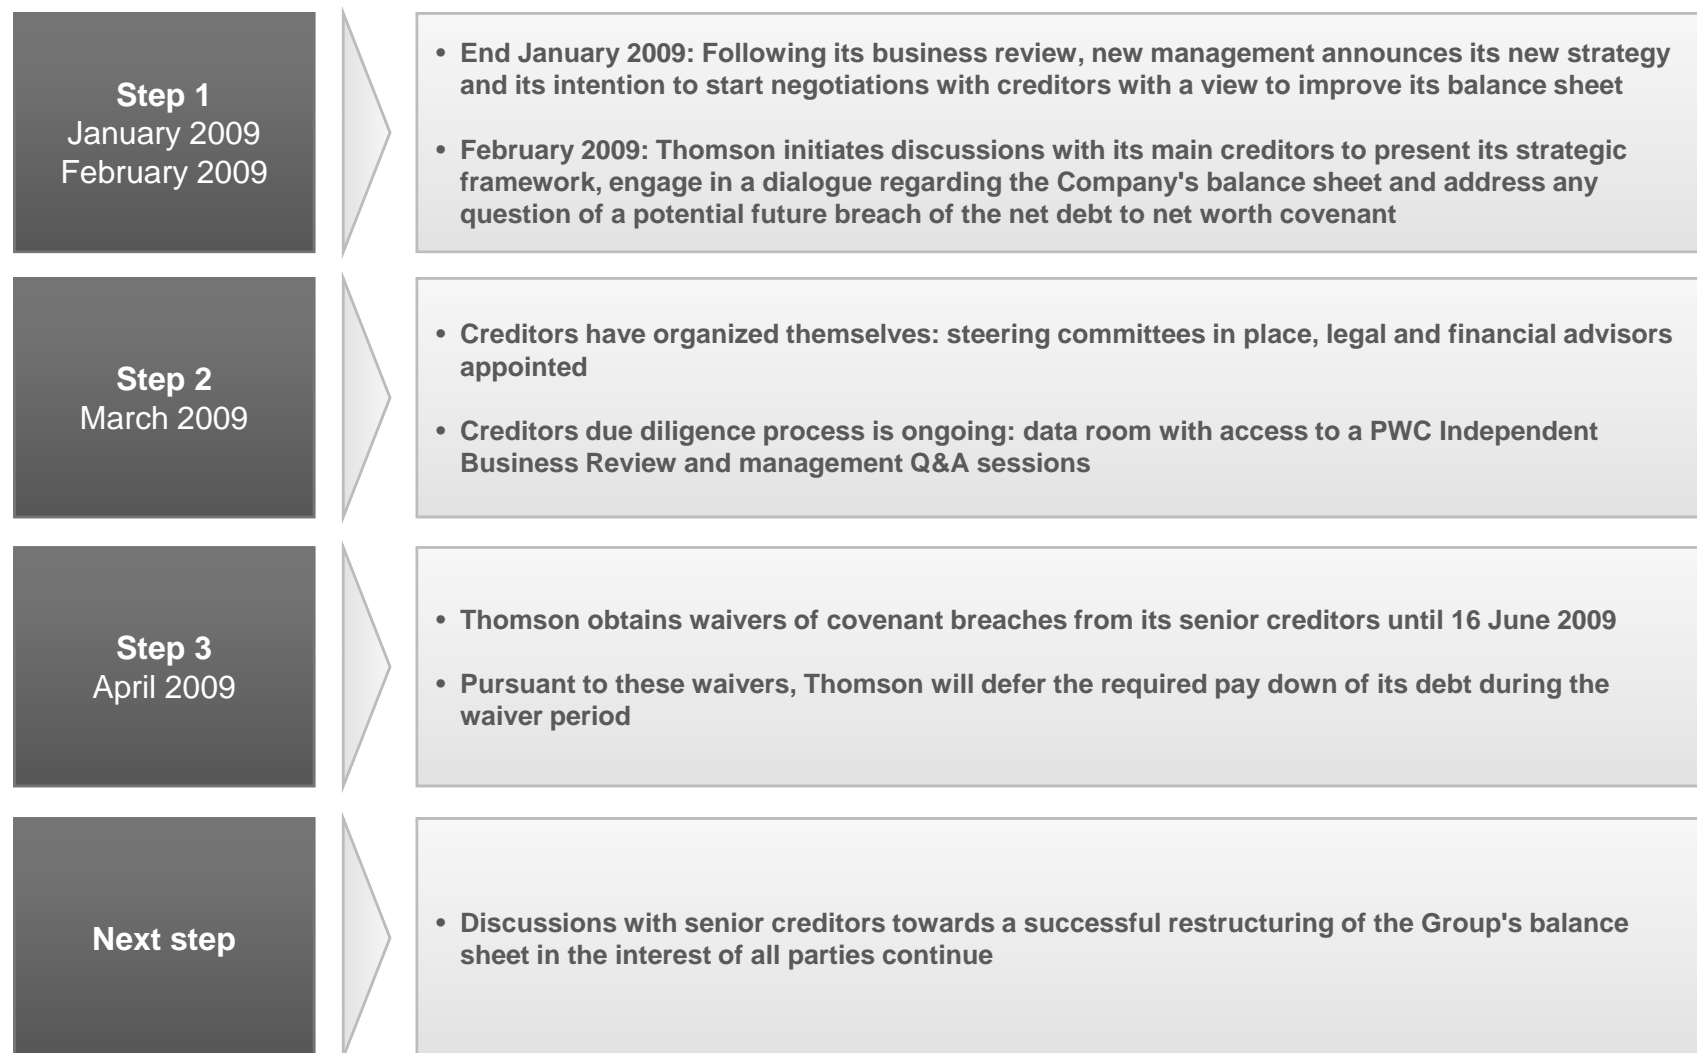 Step 1
January 2009
February 2009
• End January 2009: Following its business review, new management announces its new strategy
and its intention to start negotiations with creditors with a view to improve its balance sheet
• February 2009: Thomson initiates discussions with its main creditors to present its strategic
framework, engage in a dialogue regarding the Company's balance sheet and address any
question of a potential future breach of the net debt to net worth covenant
Step 2
March 2009
• Creditors have organized themselves: steering committees in place, legal and financial advisors
appointed
• Creditors due diligence process is ongoing: data room with access to a PWC Independent
Business Review and management Q&A sessions
Step 3
April 2009
• Thomson obtains waivers of covenant breaches from its senior creditors until 16 June 2009
• Pursuant to these waivers, Thomson will defer the required pay down of its debt during the
waiver period
Next step
• Discussions with senior creditors towards a successful restructuring of the Group's balance
sheet in the interest of all parties continue